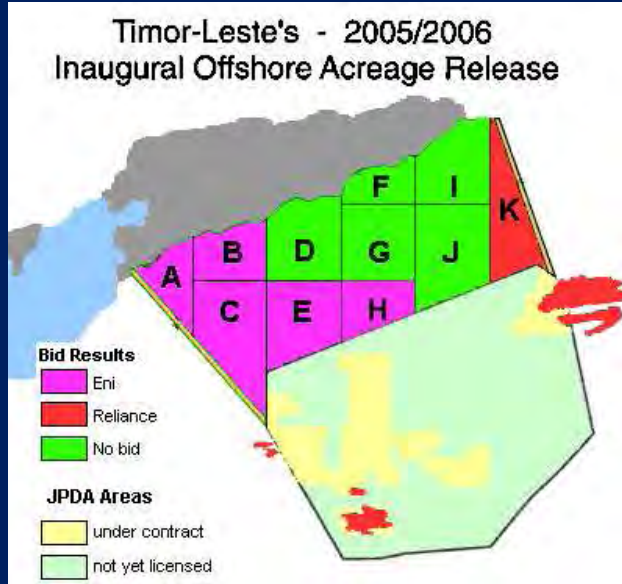 Timor-Leste's - 2005/2006
Inaugural Offshore Acreage Release
F
I
K
B
D
G
J
A
C
E
H
Bid Results
Eni
Reliance
No bid
JPDA Areas
under contract
not yet licensed